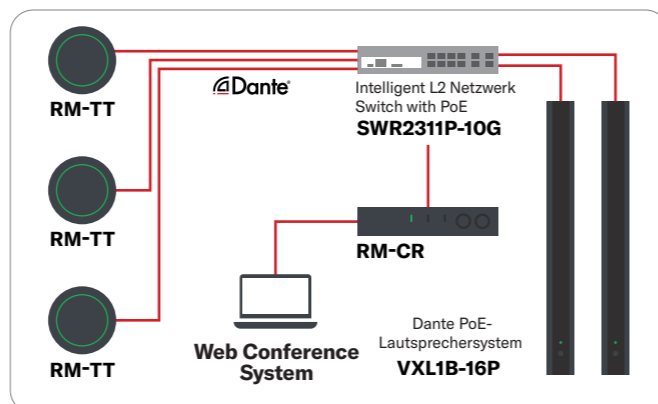 RM-TT
Dante®
Intelligent L2 Netzwerk
Switch with PoE
SWR2311P-10G
RM-TT
RM-CR
RM-TT
Web Conference
System
Dante PoE-
Lautsprechersystem
VXL1B-16P